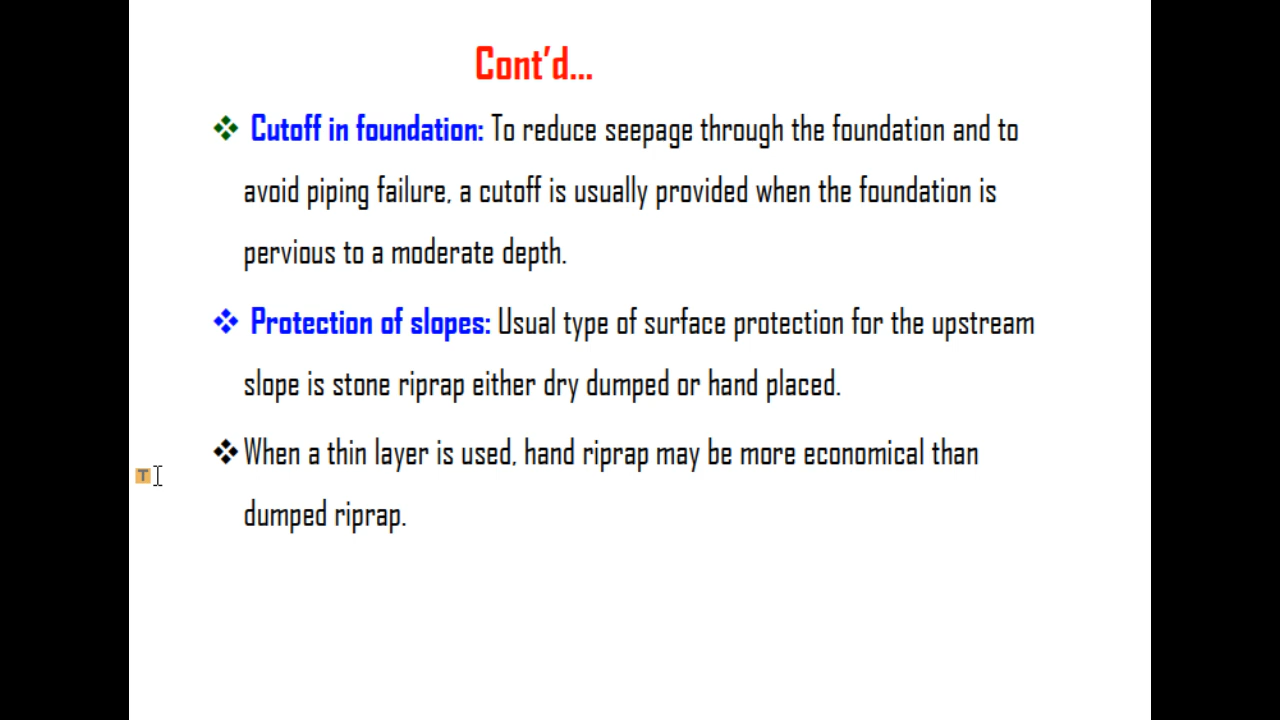 Cont’d...
❖ Cutoff in foundation: To reduce seepage through the foundation and to
avoid piping failure, a cutoff is usually provided when the foundation is
pervious to a moderate depth.
❖ Protection of slopes: Usual type of surface protection for the upstream
slope is stone riprap either dry dumped or hand placed.
❖ When a thin layer is used, hand riprap may be more economical than
dumped riprap.
T